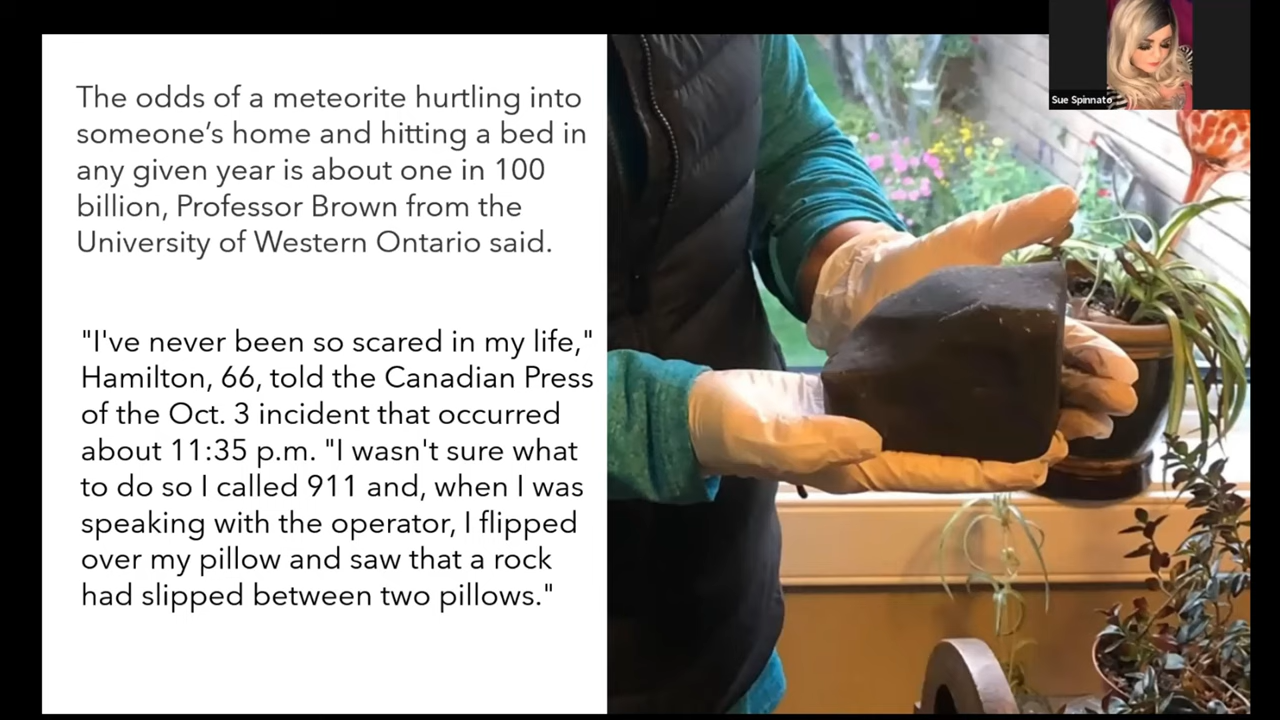 The odds of a meteorite hurtling into
someone’s home and hitting a bed in
any given year is about one in 100
billion, Professor Brown from the
University of Western Ontario said.
"I've never been so scared in my life,"
Hamilton, 66, told the Canadian Press
of the Oct. 3 incident that occurred
about 11:35 p.m. "I wasn't sure what
to do so I called 911 and, when I was
speaking with the operator, I flipped
over my pillow and saw that a rock
had slipped between two pillows."
Sue Spinnato